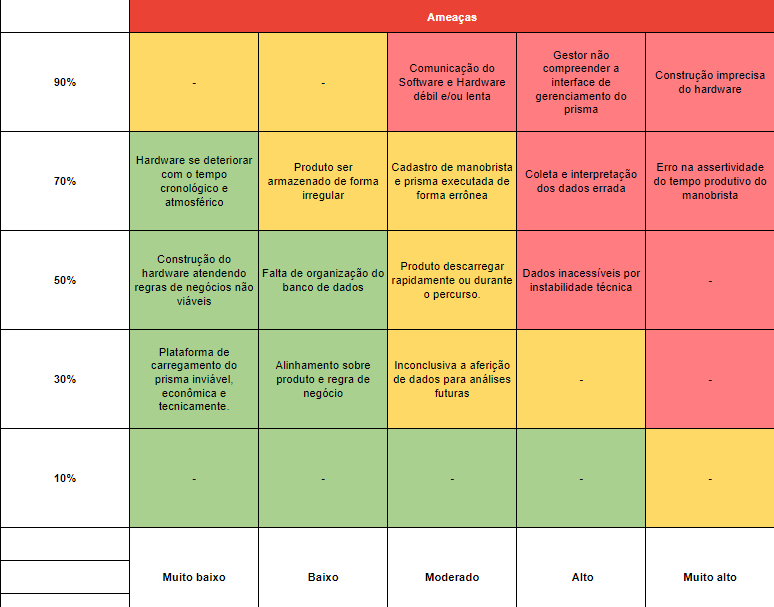 Ameaças
90%
-
-
Comunicação do
Software e Hardware
débil e/ou lenta
Gestor não
compreender a
interface de
gerenciamento do
prisma
Construção imprecisa
do hardware
70%
Hardware se deteriorar
com o tempo
cronológico e
atmosférico
Produto ser
armazenado de forma
irregular
Cadastro de manobrista
e prisma executada de
forma errônea
Coleta e interpretação
dos dados errada
Erro na assertividade
do tempo produtivo do
manobrista
50%
Construção do
hardware atendendo
regras de negócios não
viáveis
Falta de organização do
banco de dados
Produto descarregar
rapidamente ou durante
o percurso.
Dados inacessíveis por
instabilidade técnica
-
30%
Plataforma de
carregamento do
prisma inviável,
econômica e
tecnicamente.
Alinhamento sobre
produto e regra de
negócio
Inconclusiva a aferição
de dados para análises
futuras
-
-
10%
-
-
-
-
-
Muito baixo
Baixo
Moderado
Alto
Muito alto